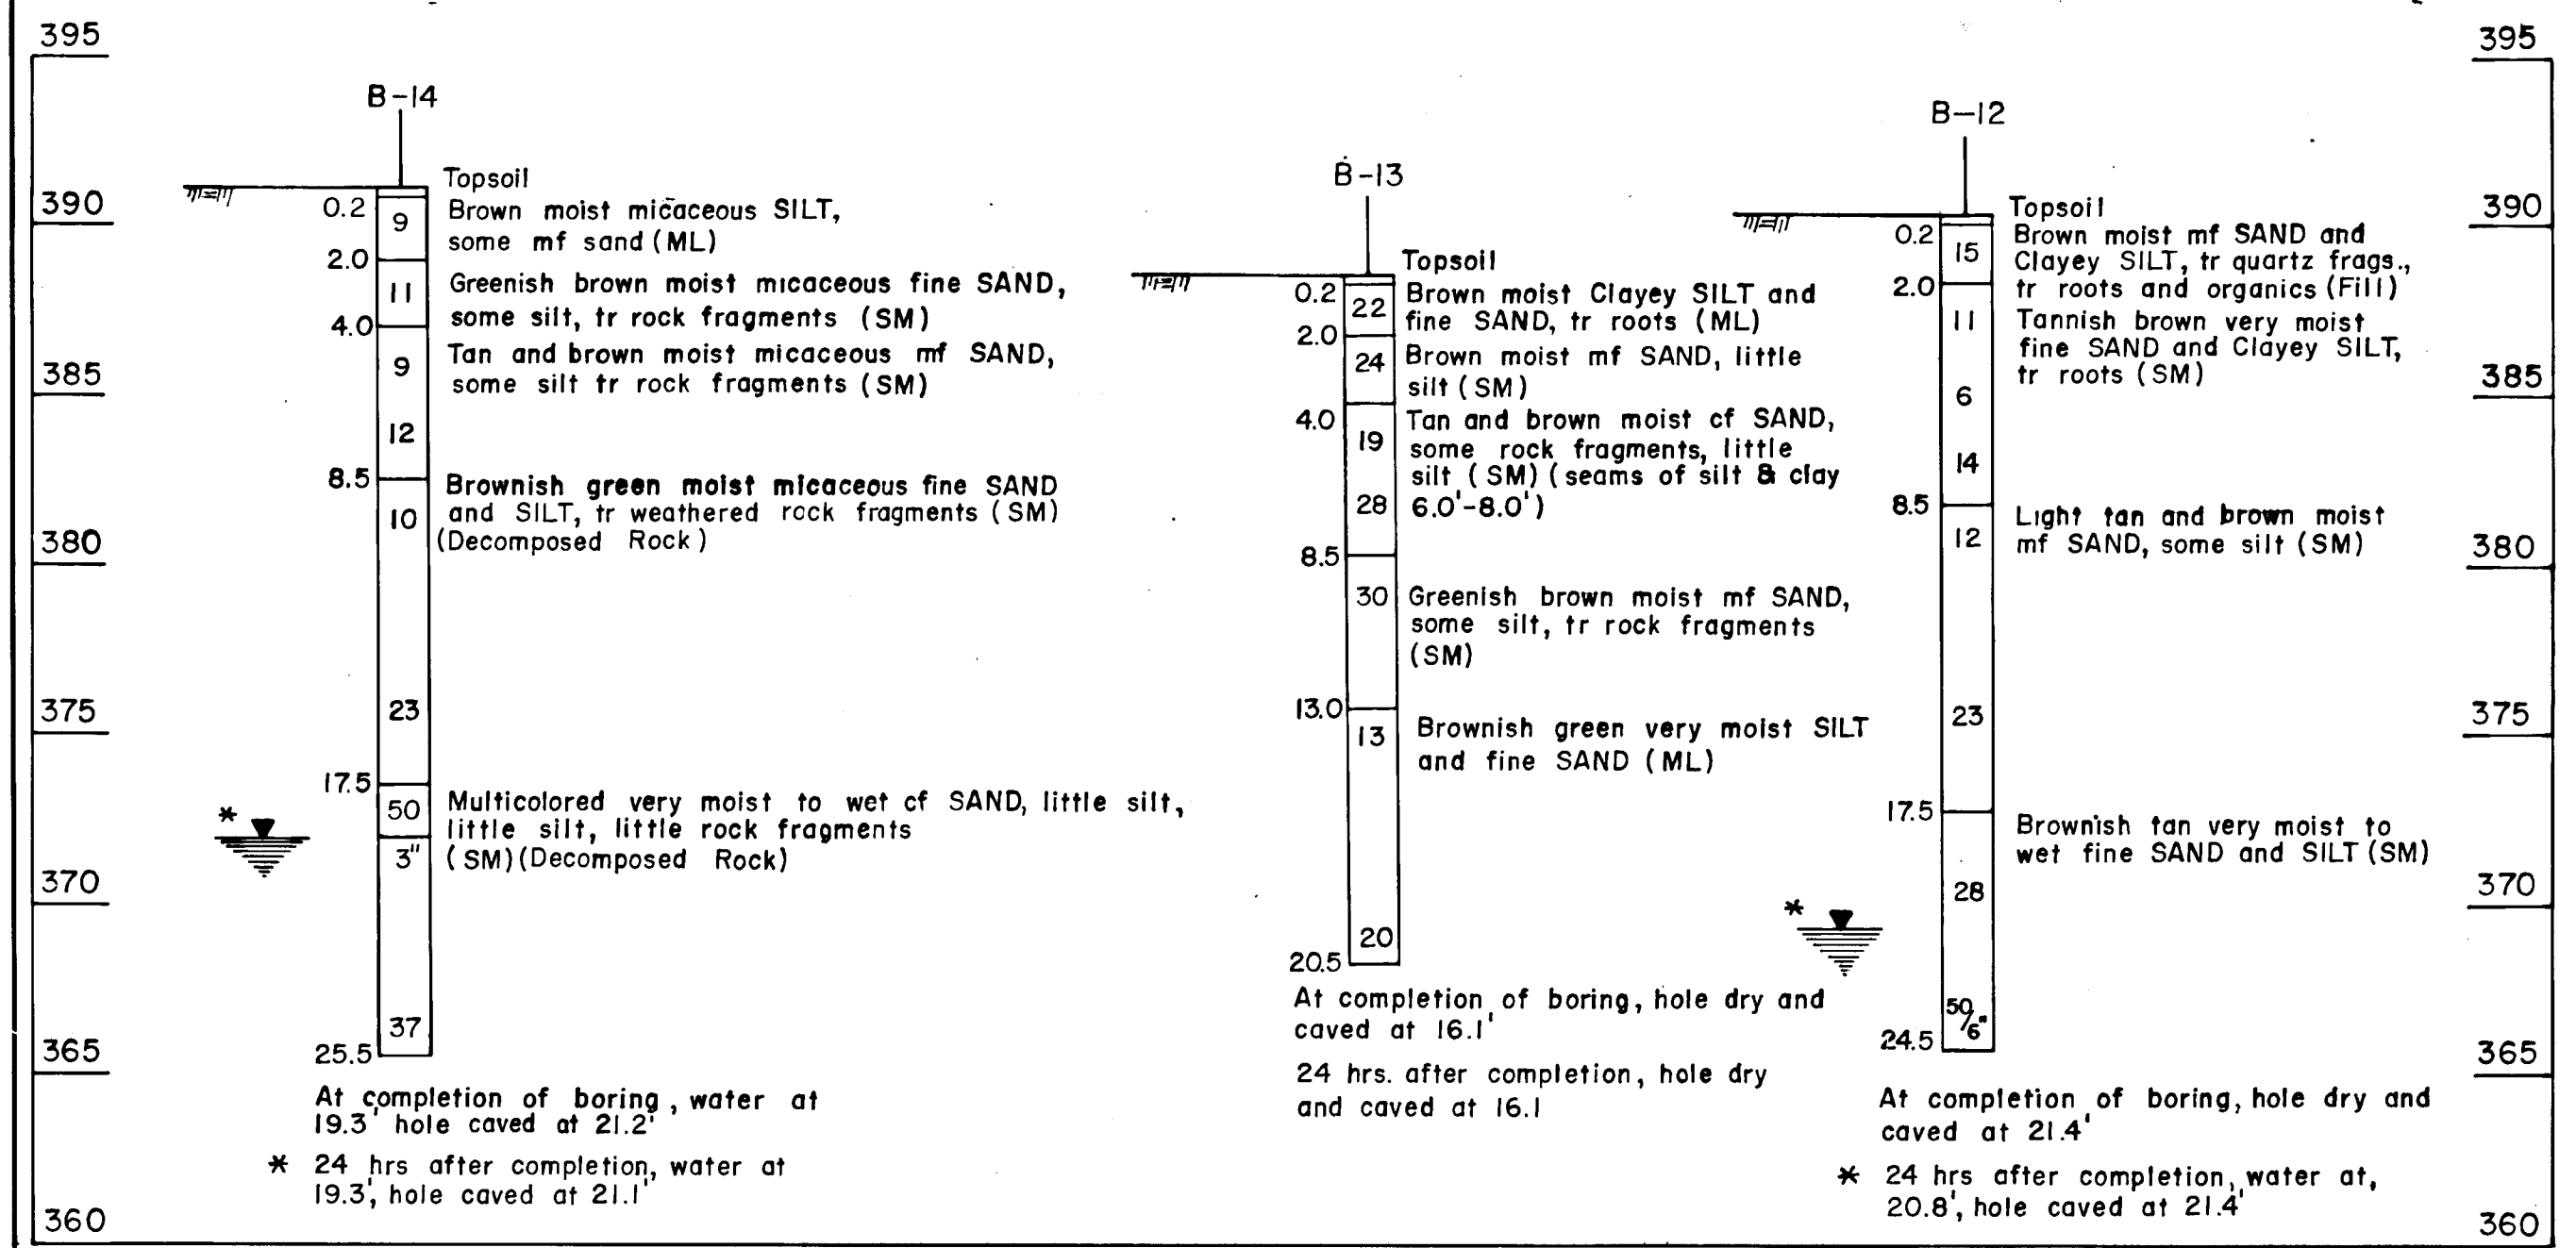 395
390
385
380
375
370
365
360
B-14
Topsoil
0.2
9
Brown moist micaceous SILT,
some mf sand (ML)
2.0
11
Greenish brown moist micaceous fine SAND,
some silt, tr rock fragments (SM)
4.0
Tan and brown moist micaceous mf SAND,
9
some silt tr rock fragments (SM)
12
8.5
Brownish green moist micaceous fine SAND
10
and SILT, tr weathered rock fragments (SM)
(Decomposed Rock)
23
17.5
50
Multicolored very moist to wet cf SAND, little silt,
little silt, little rock fragments
3"
(SM)(Decomposed Rock)
*
37
25.5
At completion of boring, water at
19.3' hole caved at 21.2'
* 24 hrs after completion, water at
19.3', hole caved at 21.1'
B-13
Topsoil
0.2
22
Brown moist Clayey SILT and
fine SAND, tr roots (ML)
2.0
24
Brown moist mf SAND, little
silt (SM)
4.0
Tan and brown moist cf SAND,
19
some rock fragments, little
silt (SM) (seams of silt & clay
28
6.0'-8.0')
8.5
30
Greenish brown moist mf SAND,
some silt, tr rock fragments
(SM)
13.0
13
Brownish green very moist SILT
and fine SAND (ML)
20
20.5
At completion of boring, hole dry and
caved at 16.1'
24 hrs. after completion, hole dry
and caved at 16.1
B-12
Topsoil
0.2
15
Brown moist mf SAND and
Clayey SILT, tr quartz frags.,
tr roots and organics (Fill)
2.0
11
Tannish brown very moist
fine SAND and Clayey SILT,
tr roots (SM)
6
14
8.5
12
Light tan and brown moist
mf SAND, some silt (SM)
23
17.5
Brownish tan very moist to
wet fine SAND and SILT (SM)
28
*
50/6"
24.5
At completion of boring, hole dry and
caved at 21.4'
* 24 hrs after completion, water at,
20.8', hole caved at 21.4'
395
390
385
380
375
370
365
360